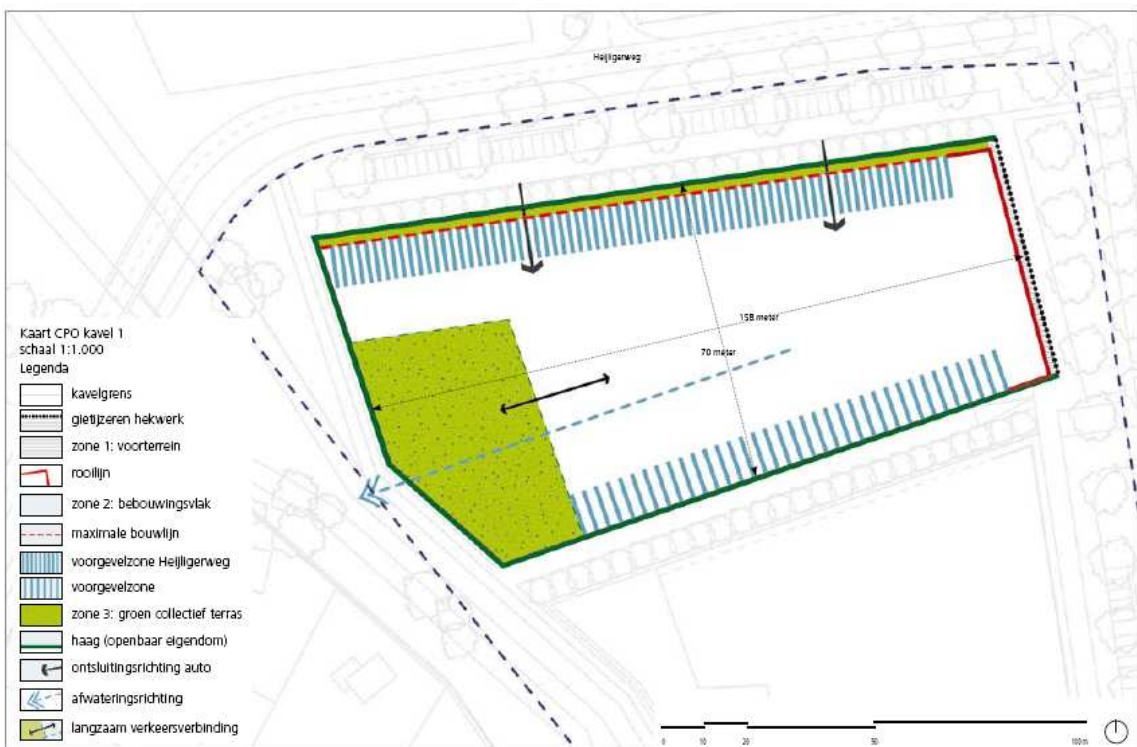 Heijligerweg
158 meter
70 meter
Kaart CPO kavel 1
schaal 1:1.000
Legenda
kavelgrens
gietijzeren hekwerk
zone 1: voorterrein
rooilijn
zone 2: bebouwingsvlak
maximale bouwlijn
voorgevelzone Heijligerweg
voorgevelzone
zone 3: groen collectief terras
haag (openbaar eigendom)
ontsluitingsrichting auto
afwateringsrichting
langzaam verkeersverbinding
0 10 20 50 100 m